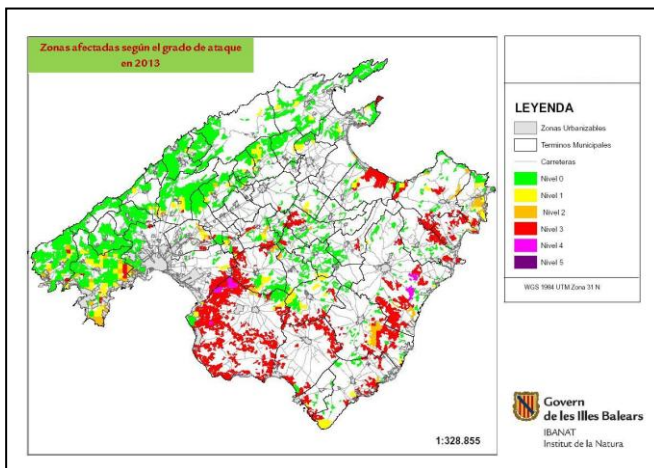 Zonas afectadas según el grado de ataque
en 2013
LEYENDA
Zonas Urbanizables
Terminos Municipales
Carreteras
Nivel 0
Nivel 1
Nivel 2
Nivel 3
Nivel 4
Nivel 5
WGS 1984 UTM Zona 31 N
1:328.855
Govern
de les Illes Balears
IBANAT
Institut de la Natura